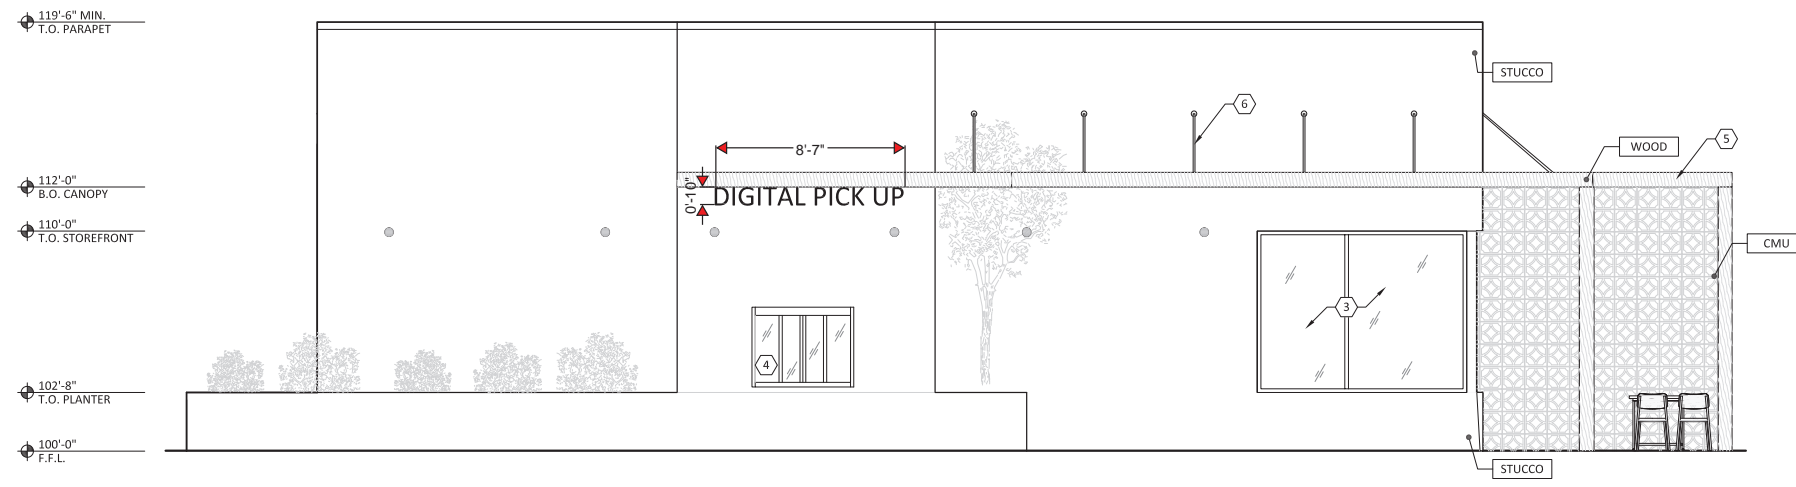 119'-6" MIN.
T.O. PARAPET
STUCCO
6
5
WOOD
8'-7"
112'-0"
B.O. CANOPY
0'-10"
DIGITAL PICK UP
110'-0"
T.O. STOREFRONT
CMU
3
4
102'-8"
T.O. PLANTER
100'-0"
F.F.L.
STUCCO